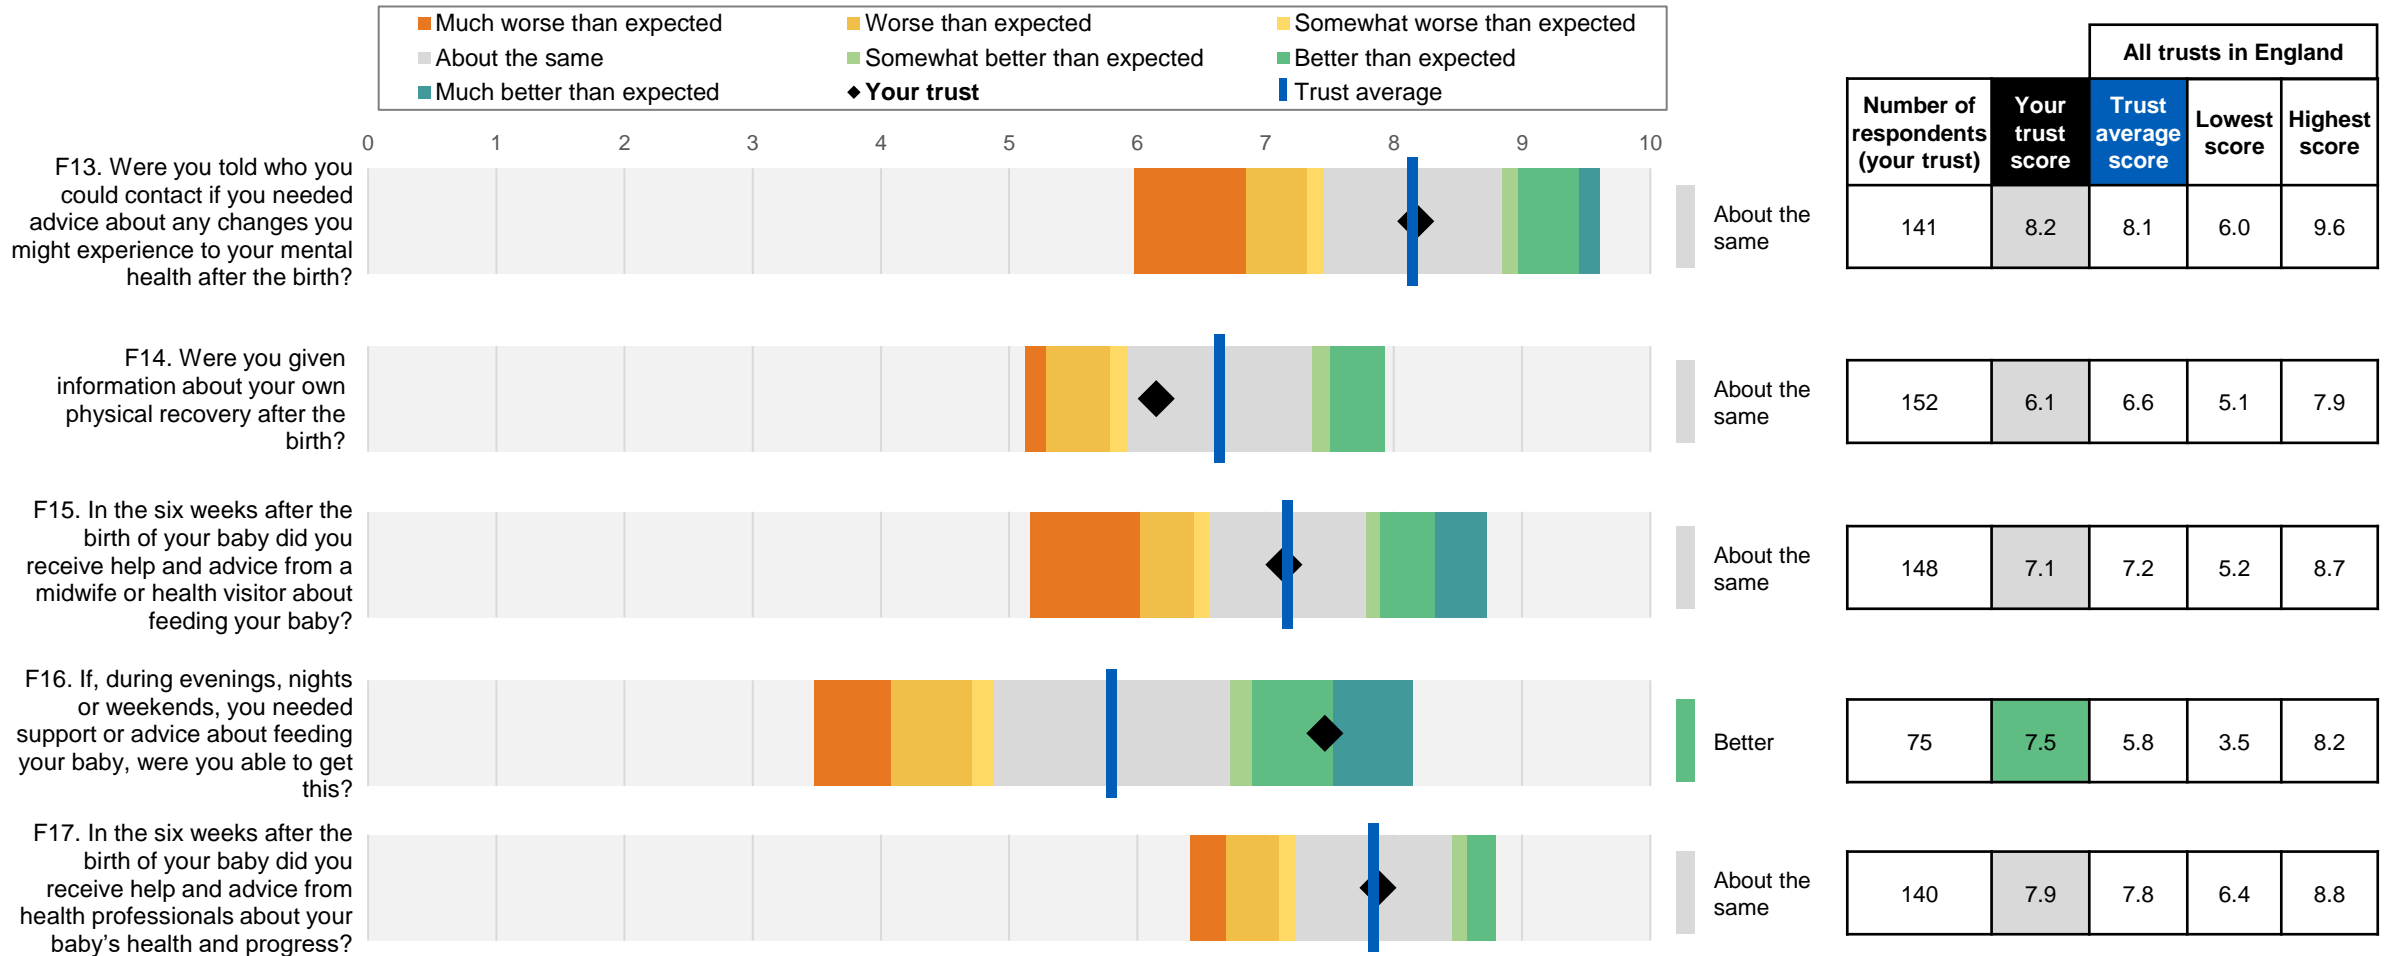 Much worse than expected
Worse than expected
Somewhat worse than expected
About the same
Somewhat better than expected
Better than expected
Much better than expected
Your trust
Trust average
All trusts in England
Number of
respondents
(your trust)
Your
trust
score
Trust
average
score
Lowest
score
Highest
score
0 1 2 3 4 5 6 7 8 9 10
F13. Were you told who you
could contact if you needed
advice about any changes you
might experience to your mental
health after the birth?
About the
same
141 8.2 8.1 6.0 9.6
F14. Were you given
information about your own
physical recovery after the
birth?
About the
same
152 6.1 6.6 5.1 7.9
F15. In the six weeks after the
birth of your baby did you
receive help and advice from a
midwife or health visitor about
feeding your baby?
About the
same
148 7.1 7.2 5.2 8.7
F16. If, during evenings, nights
or weekends, you needed
support or advice about feeding
your baby, were you able to get
this?
Better
75 7.5 5.8 3.5 8.2
F17. In the six weeks after the
birth of your baby did you
receive help and advice from
health professionals about your
baby’s health and progress?
About the
same
140 7.9 7.8 6.4 8.8